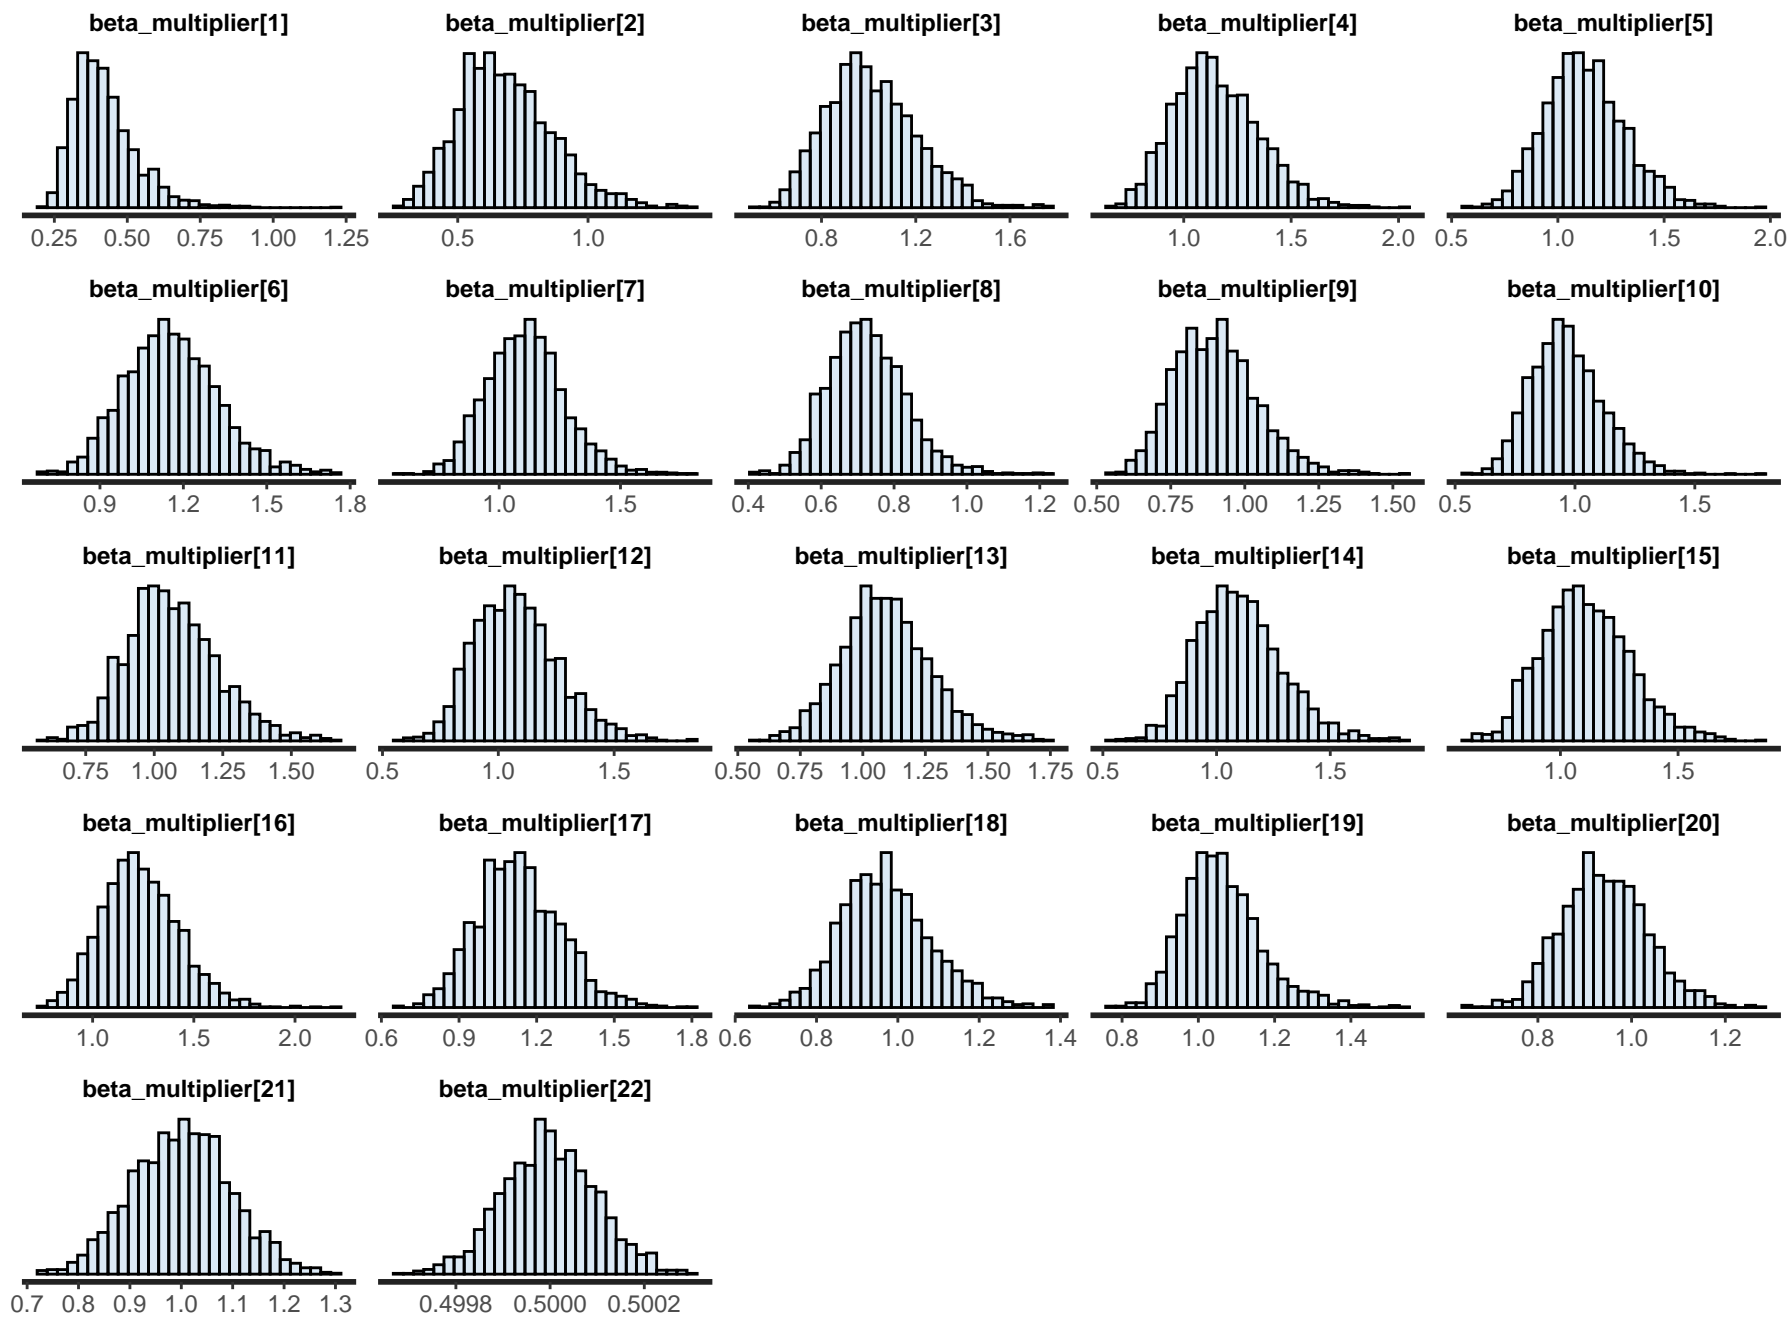 beta_multiplier[1] beta_multiplier[2] beta_multiplier[3] beta_multiplier[4] beta_multiplier[5]
0.25 0.50 0.75 1.00 1.25 0.5 1.0 0.8 1.2 1.6 1.0 1.5 2.0 0.5 1.0 1.5 2.0
beta_multiplier[6] beta_multiplier[7] beta_multiplier[8] beta_multiplier[9] beta_multiplier[10]
0.9 1.2 1.5 1.8 1.0 1.5 0.4 0.6 0.8 1.0 1.2 0.50 0.75 1.00 1.25 1.50 0.5 1.0 1.5
beta_multiplier[11] beta_multiplier[12] beta_multiplier[13] beta_multiplier[14] beta_multiplier[15]
0.75 1.00 1.25 1.50 0.5 1.0 1.5 0.50 0.75 1.00 1.25 1.50 1.75 0.5 1.0 1.5 1.0 1.5
beta_multiplier[16] beta_multiplier[17] beta_multiplier[18] beta_multiplier[19] beta_multiplier[20]
1.0 1.5 2.0 0.6 0.9 1.2 1.5 1.8 0.6 0.8 1.0 1.2 1.4 0.8 1.0 1.2 1.4 0.8 1.0 1.2
beta_multiplier[21] beta_multiplier[22]
0.7 0.8 0.9 1.0 1.1 1.2 1.3 0.4998 0.5000 0.5002